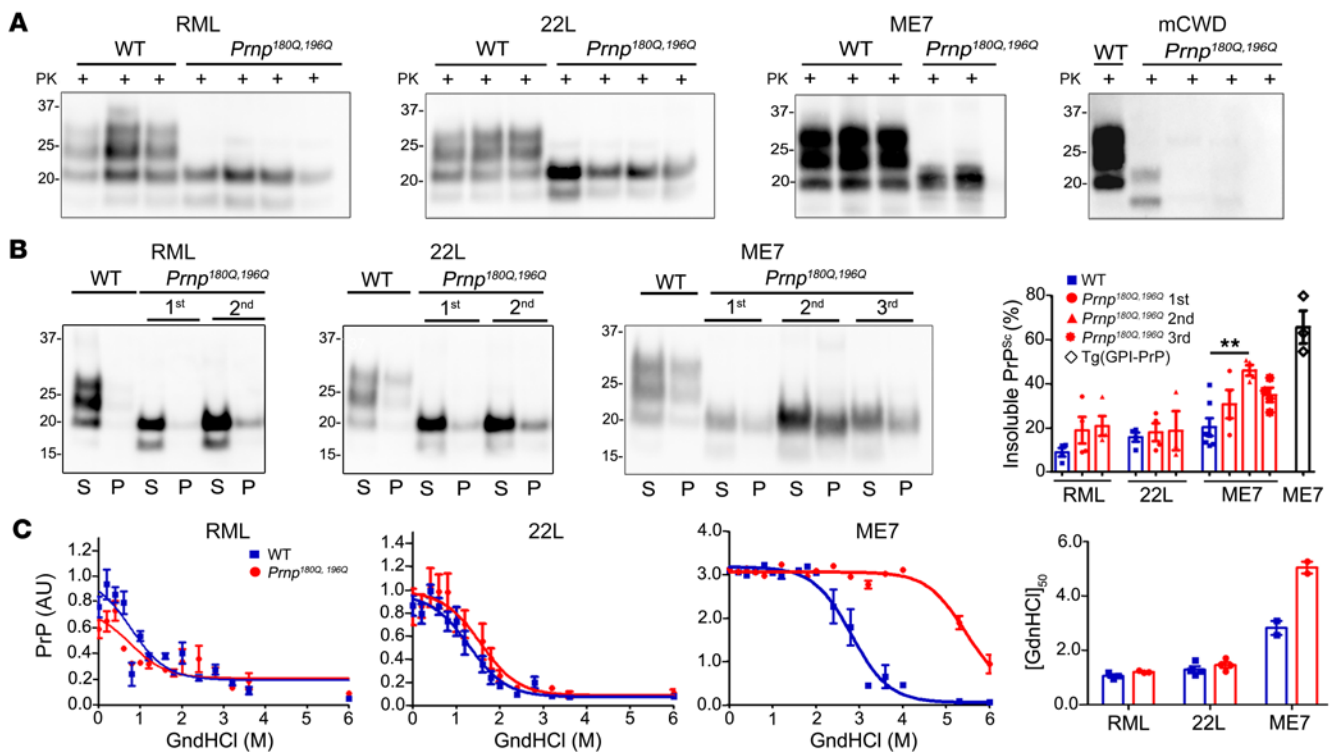 A
RML
WT Prnp180Q,196Q
PK + + + + + + +
37-
25-
20-
22L
WT Prnp180Q,196Q
PK + + + + + + +
37-
25-
20-
ME7
WT Prnp180Q,196Q
PK + + + + + +
37-
25-
20-
mCWD
WT Prnp180Q,196Q
PK + + + + +
37-
25-
20-
B
RML
WT Prnp180Q,196Q
1st 2nd
37-
25-
20-
15-
S P S P S P
22L
WT Prnp180Q,196Q
1st 2nd
37-
25-
20-
15-
S P S P S P
ME7
WT Prnp180Q,196Q
1st 2nd 3rd
37-
25-
20-
15-
S P S P S P S P
Insoluble PrPSc (%)
100
80
60
40
20
0
WT
Prnp180Q,196Q 1st
Prnp180Q,196Q 2nd
Prnp180Q,196Q 3rd
Tg(GPI-PrP)
**
RML 22L ME7 ME7
C
RML
WT
Prnp180Q, 196Q
PrP (AU)
1.2
1.0
0.8
0.6
0.4
0.2
0.0
0 1 2 3 4 5 6
GndHCl (M)
22L
1.4
1.2
1.0
0.8
0.6
0.4
0.2
0.0
0 1 2 3 4 5 6
GndHCl (M)
ME7
4.0
3.0
2.0
1.0
0.0
0 1 2 3 4 5 6
GndHCl (M)
[GdnHCl]50
6.0
4.0
2.0
0.0
RML 22L ME7